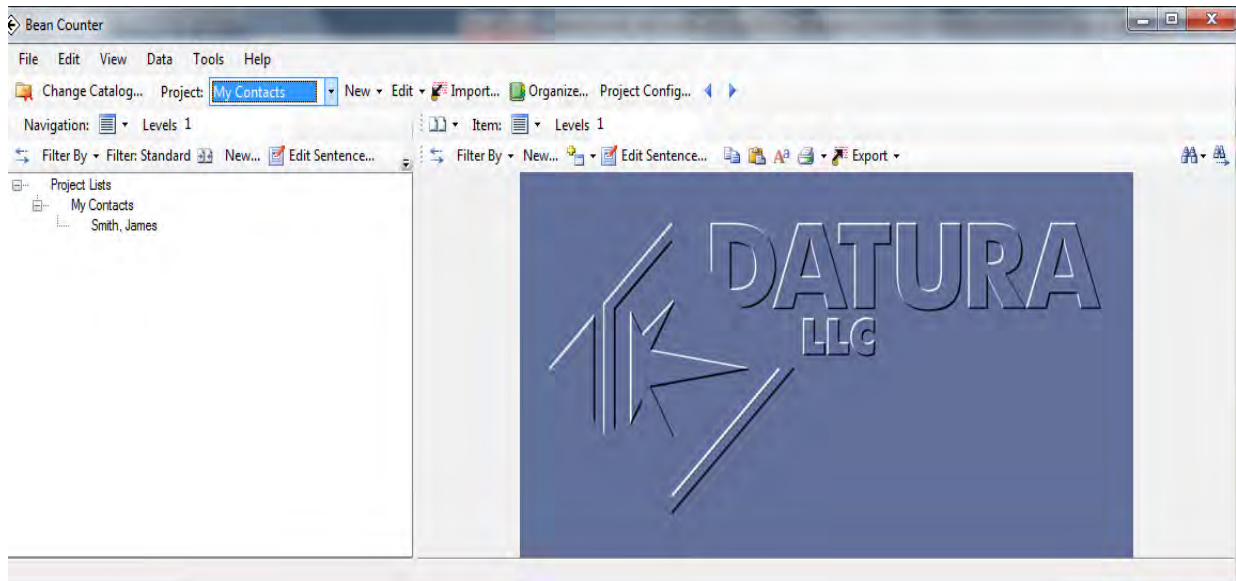 Bean Counter
File Edit View Data Tools Help
Change Catalog... Project: My Contacts New Edit Import... Organize... Project Config...
Navigation: Levels 1 Item: Levels 1
Filter By Filter: Standard New... Edit Sentence... Filter By New... Edit Sentence... Export
Project Lists
My Contacts
Smith, James
DATURA
LLC